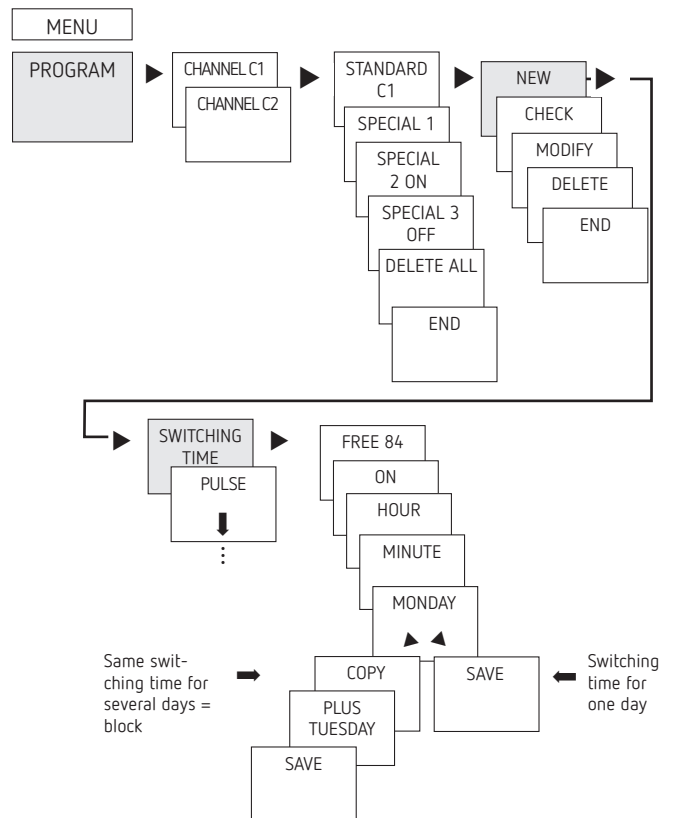 MENU
PROGRAM
CHANNEL C1
CHANNEL C2
STANDARD
C1
SPECIAL 1
SPECIAL
2 ON
SPECIAL 3
OFF
DELETE ALL
END
NEW
CHECK
MODIFY
DELETE
END
SWITCHING
TIME
PULSE
FREE 84
ON
HOUR
MINUTE
MONDAY
Same swit-
ching time for
several days =
block
COPY
PLUS
TUESDAY
SAVE
SAVE
Switching
time for
one day